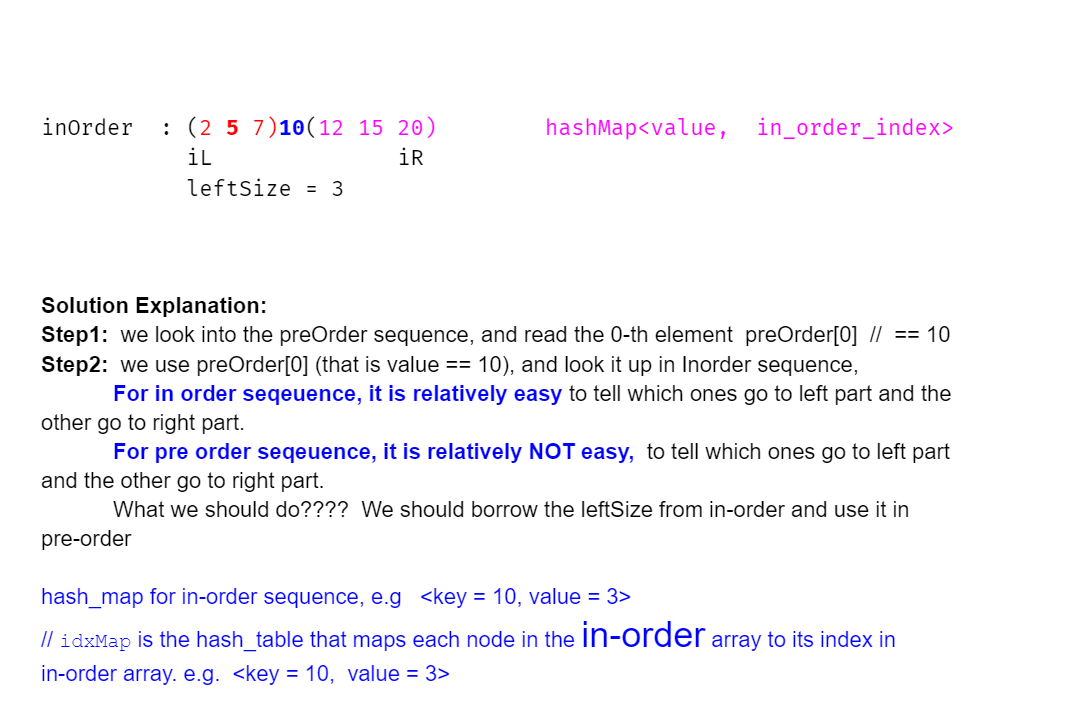 inOrder : (2 5 7)10(12 15 20) hashMap<value, in_order_index>
iL iR
leftSize = 3
Solution Explanation:
Step1: we look into the preOrder sequence, and read the 0-th element preOrder[0] // == 10
Step2: we use preOrder[0] (that is value == 10), and look it up in Inorder sequence,
For in order seqeuence, it is relatively easy to tell which ones go to left part and the
other go to right part.
For pre order seqeuence, it is relatively NOT easy, to tell which ones go to left part
and the other go to right part.
What we should do???? We should borrow the leftSize from in-order and use it in
pre-order
hash_map for in-order sequence, e.g <key = 10, value = 3>
// idxMap is the hash_table that maps each node in the in-order array to its index in
in-order array. e.g. <key = 10, value = 3>